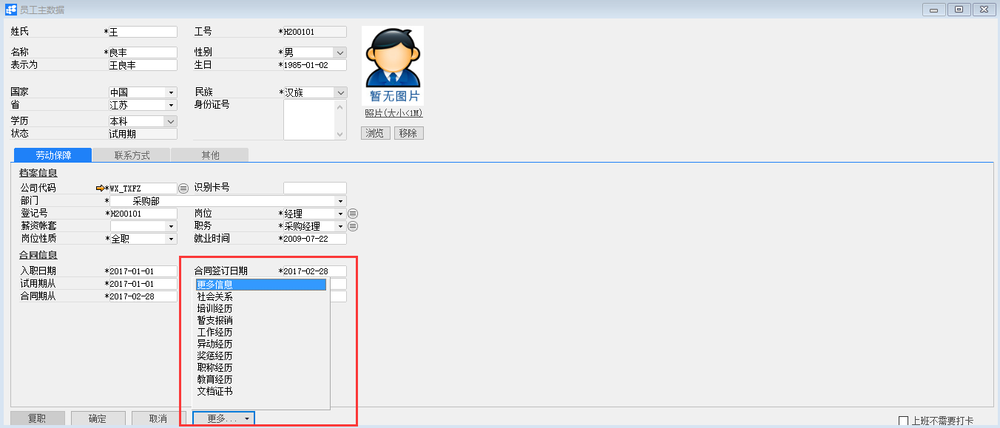 员工主数据
姓氏 *王 工号 *H200101
名称 *良丰 性别 *男
表示为 王良丰 生日 *1985-01-02
暂无图片
国家 中国 民族 *汉族
省 江苏 身份证号
照片(大小<1M)
学历 本科
状态 试用期
浏览 移除
劳动保障 联系方式 其他
档案信息
公司代码 *WX_TXFZ 识别卡号
部门 * 采购部
登记号 *H200101 岗位 *经理
薪资帐套 职务 *采购经理
岗位性质 *全职 就业时间 *2009-07-22
合同信息
入职日期 *2017-01-01 合同签订日期 *2017-02-28
试用期从 *2017-01-01
合同期从 *2017-02-28
更多信息
社会关系
培训经历
暂支报销
工作经历
异动经历
奖惩经历
职称经历
教育经历
文档证书
复职 确定 取消 更多... 上班不需要打卡